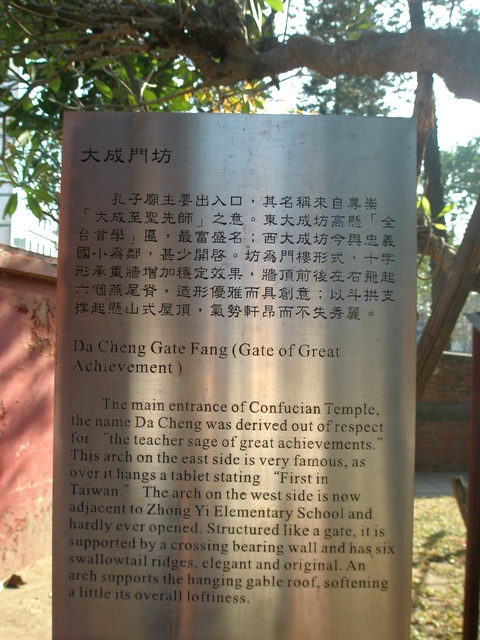 大成門坊
孔子廟主要出入口，其名稱來自尊崇
「大成至聖先師」之意。東大成坊高懸「全
台首學」匾，最富盛名；西大成坊今與忠義
國小為鄰，甚少開啓。坊為門樓形式，十字
形承重牆增加穩定效果，牆頂前後左右飛起
六個燕尾脊，造形優雅而具創意；以斗拱支
撐起懸山式屋頂，氣勢軒昂而不失秀麗。
Da Cheng Gate Fang (Gate of Great
Achievement )
The main entrance of Confucian Temple,
the name Da Cheng was derived out of respect
for “the teacher sage of great achievements.”
This arch on the east side is very famous, as
over it hangs a tablet stating “First in
Taiwan.” The arch on the west side is now
adjacent to Zhong Yi Elementary School and
hardly ever opened. Structured like a gate, it is
supported by a crossing bearing wall and has six
swallowtail ridges, elegant and original. An
arch supports the hanging gable roof, softening
a little its overall loftiness.